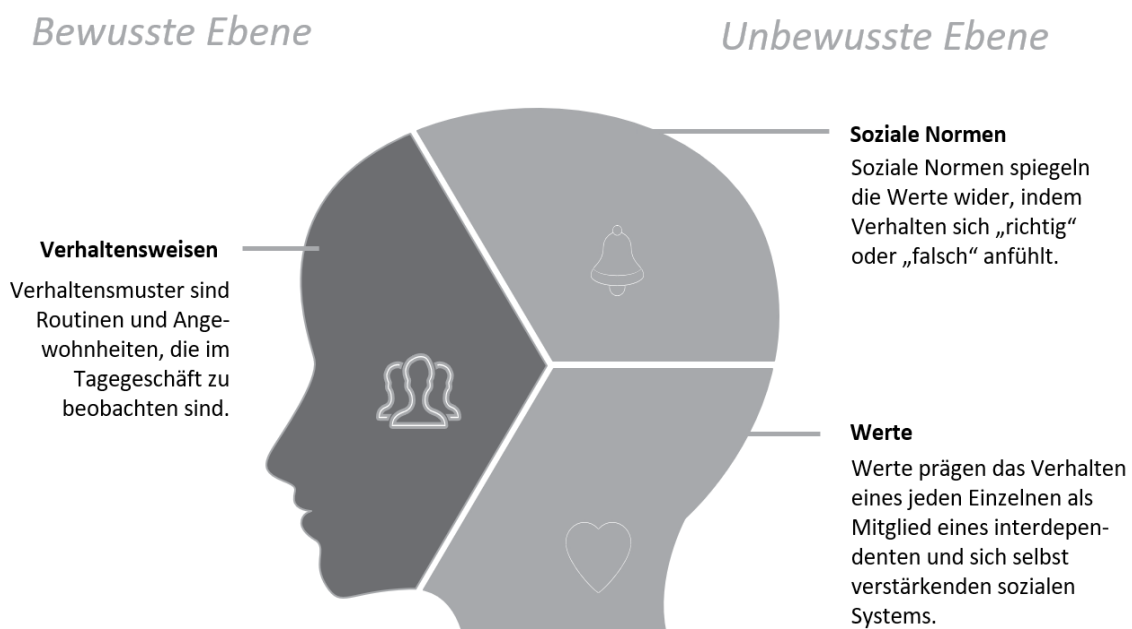 Bewusste Ebene
Unbewusste Ebene
Verhaltensweisen
Verhaltensmuster sind
Routinen und Ange-
wohnheiten, die im
Tagegeschäft zu
beobachten sind.
Soziale Normen
Soziale Normen spiegeln
die Werte wider, indem
Verhalten sich „richtig“
oder „falsch“ anfühlt.
Werte
Werte prägen das Verhalten
eines jeden Einzelnen als
Mitglied eines interdepen-
denten und sich selbst
verstärkenden sozialen
Systems.